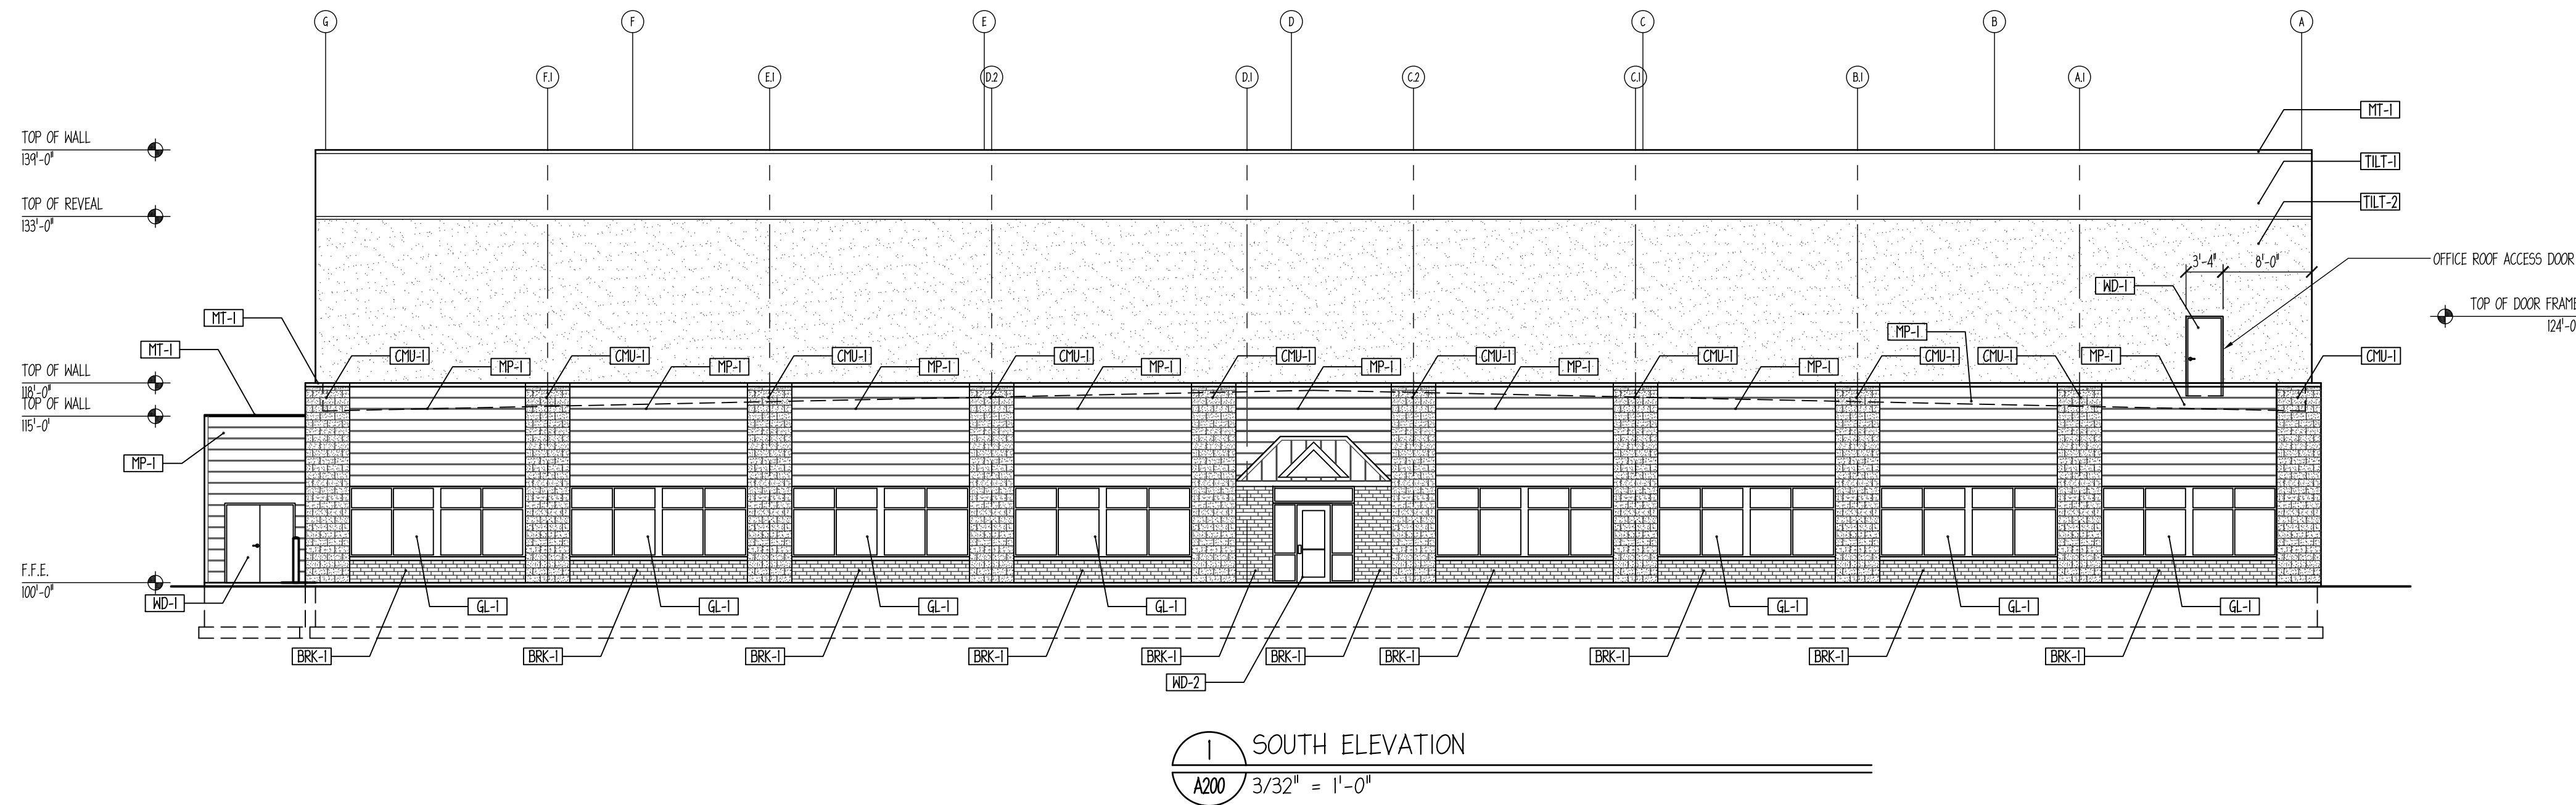 G F E D C B A
F.1 E.1 D.2 D.1 C.2 C.1 B.1 A.1
MT-1
TOP OF WALL
139'-0"
TILT-1
TOP OF REVEAL
133'-0"
TILT-2
3'-4" 8'-0"
OFFICE ROOF ACCESS DOOR
WD-1
TOP OF DOOR FRAME
124'-0
MT-1
MP-1
MT-1
CMU-1 CMU-1 CMU-1 CMU-1 CMU-1 CMU-1 CMU-1 CMU-1 CMU-1 MP-1 CMU-1
MP-1 MP-1 MP-1 MP-1 MP-1 MP-1 MP-1
TOP OF WALL
118'-0"
TOP OF WALL
115'-0'
MP-1
F.F.E.
100'-0"
WD-1 GL-1 GL-1 GL-1 GL-1 GL-1 GL-1 GL-1
BRK-1 BRK-1 BRK-1 BRK-1 BRK-1 BRK-1 BRK-1 BRK-1 BRK-1 BRK-1
WD-2
1 SOUTH ELEVATION
A200 3/32" = 1'-0"